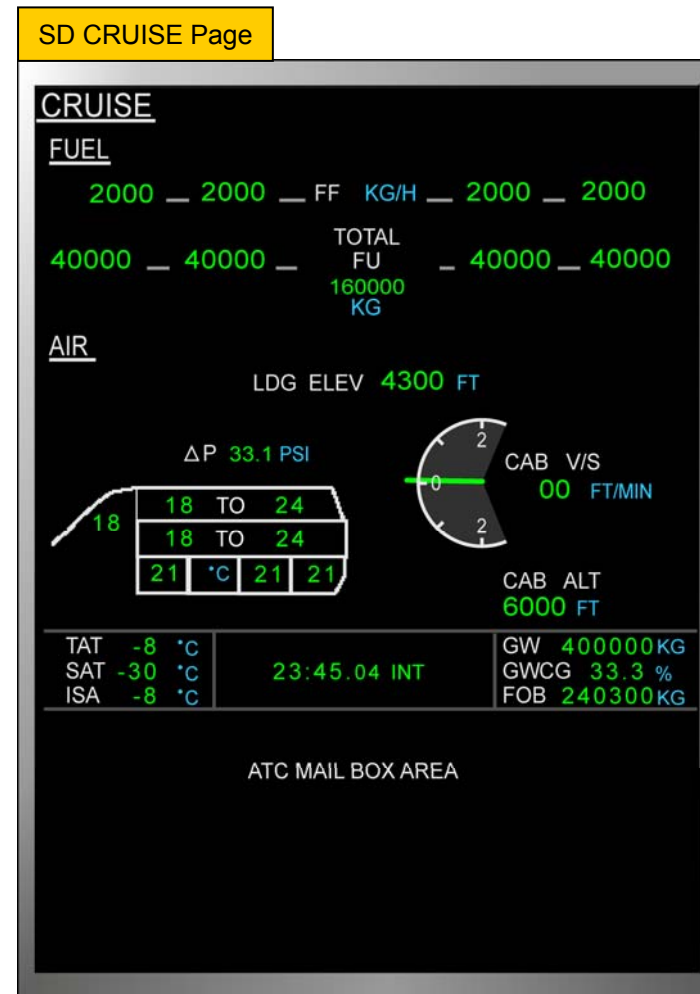 SD CRUISE Page
CRUISE
FUEL
2000 2000 FF KG/H 2000 2000
TOTAL
40000 40000 FU 40000 40000
160000
KG
AIR
LDG ELEV 4300 FT
ΔP 33.1 PSI
2
0
2
CAB V/S
00 FT/MIN
18
18 TO 24
18 TO 24
21 °C 21 21
CAB ALT
6000 FT
TAT -8 °C
SAT -30 °C
ISA -8 °C
23:45.04 INT
GW 400000 KG
GWCG 33.3 %
FOB 240300 KG
ATC MAIL BOX AREA